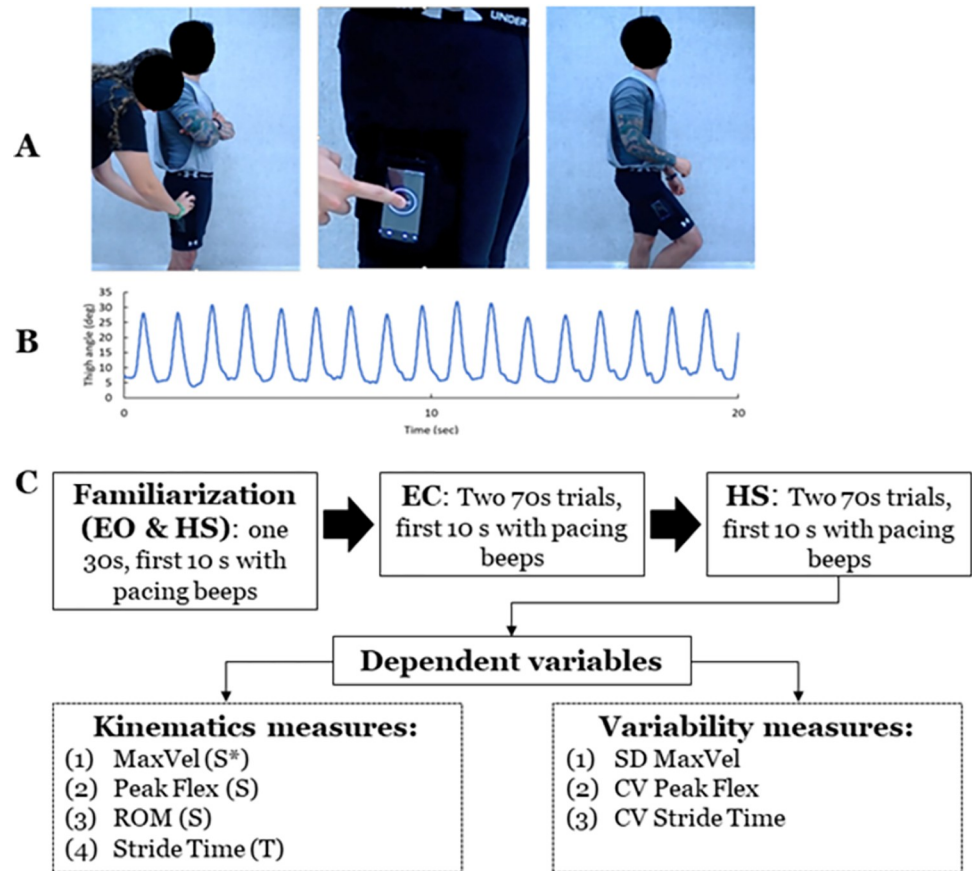 UNDER
A
B
Thigh angle (deg)
35
30
25
20
15
10
5
0
0
10
20
Time (sec)
C
Familiarization
(EO & HS): one
30s, first 10 s with
pacing beeps
EC: Two 70s trials,
first 10 s with pacing
beeps
HS: Two 70s trials,
first 10 s with pacing
beeps
Dependent variables
Kinematics measures:
(1) MaxVel (S*)
(2) Peak Flex (S)
(3) ROM (S)
(4) Stride Time (T)
Variability measures:
(1) SD MaxVel
(2) CV Peak Flex
(3) CV Stride Time